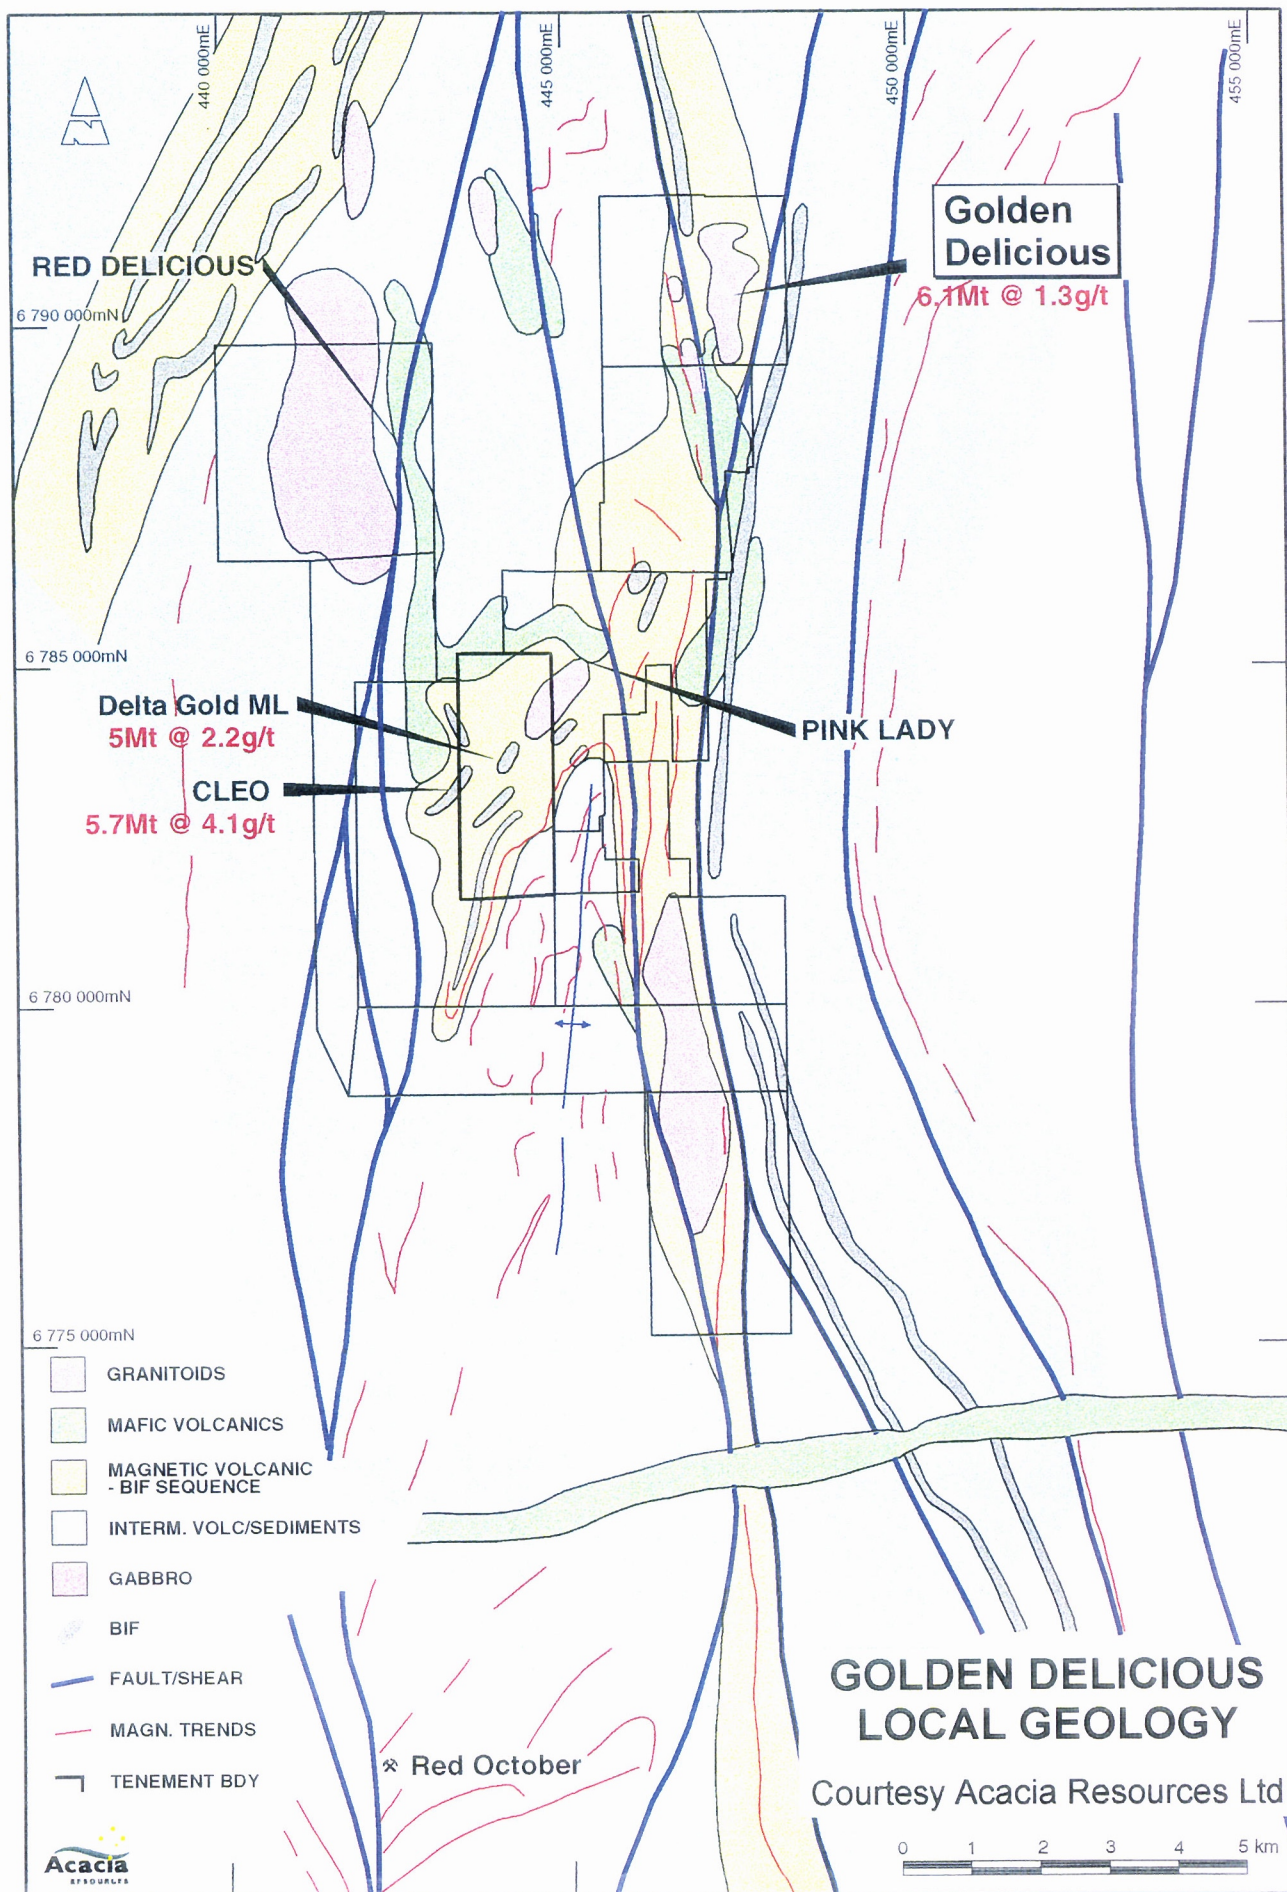 440 000mE
445 000mE
450 000mE
455 000mE
N
Golden
Delicious
6.1Mt @ 1.3g/t
RED DELICIOUS
6 790 000mN
6 785 000mN
Delta Gold ML
5Mt @ 2.2g/t
PINK LADY
CLEO
5.7Mt @ 4.1g/t
6 780 000mN
6 775 000mN
GRANITOIDS
MAFIC VOLCANICS
MAGNETIC VOLCANIC
- BIF SEQUENCE
INTERM. VOLC/SEDIMENTS
GABBRO
BIF
FAULT/SHEAR
MAGN. TRENDS
TENEMENT BDY
Red October
GOLDEN DELICIOUS
LOCAL GEOLOGY
Courtesy Acacia Resources Ltd
0 1 2 3 4 5 km
Acacia
RESOURCES